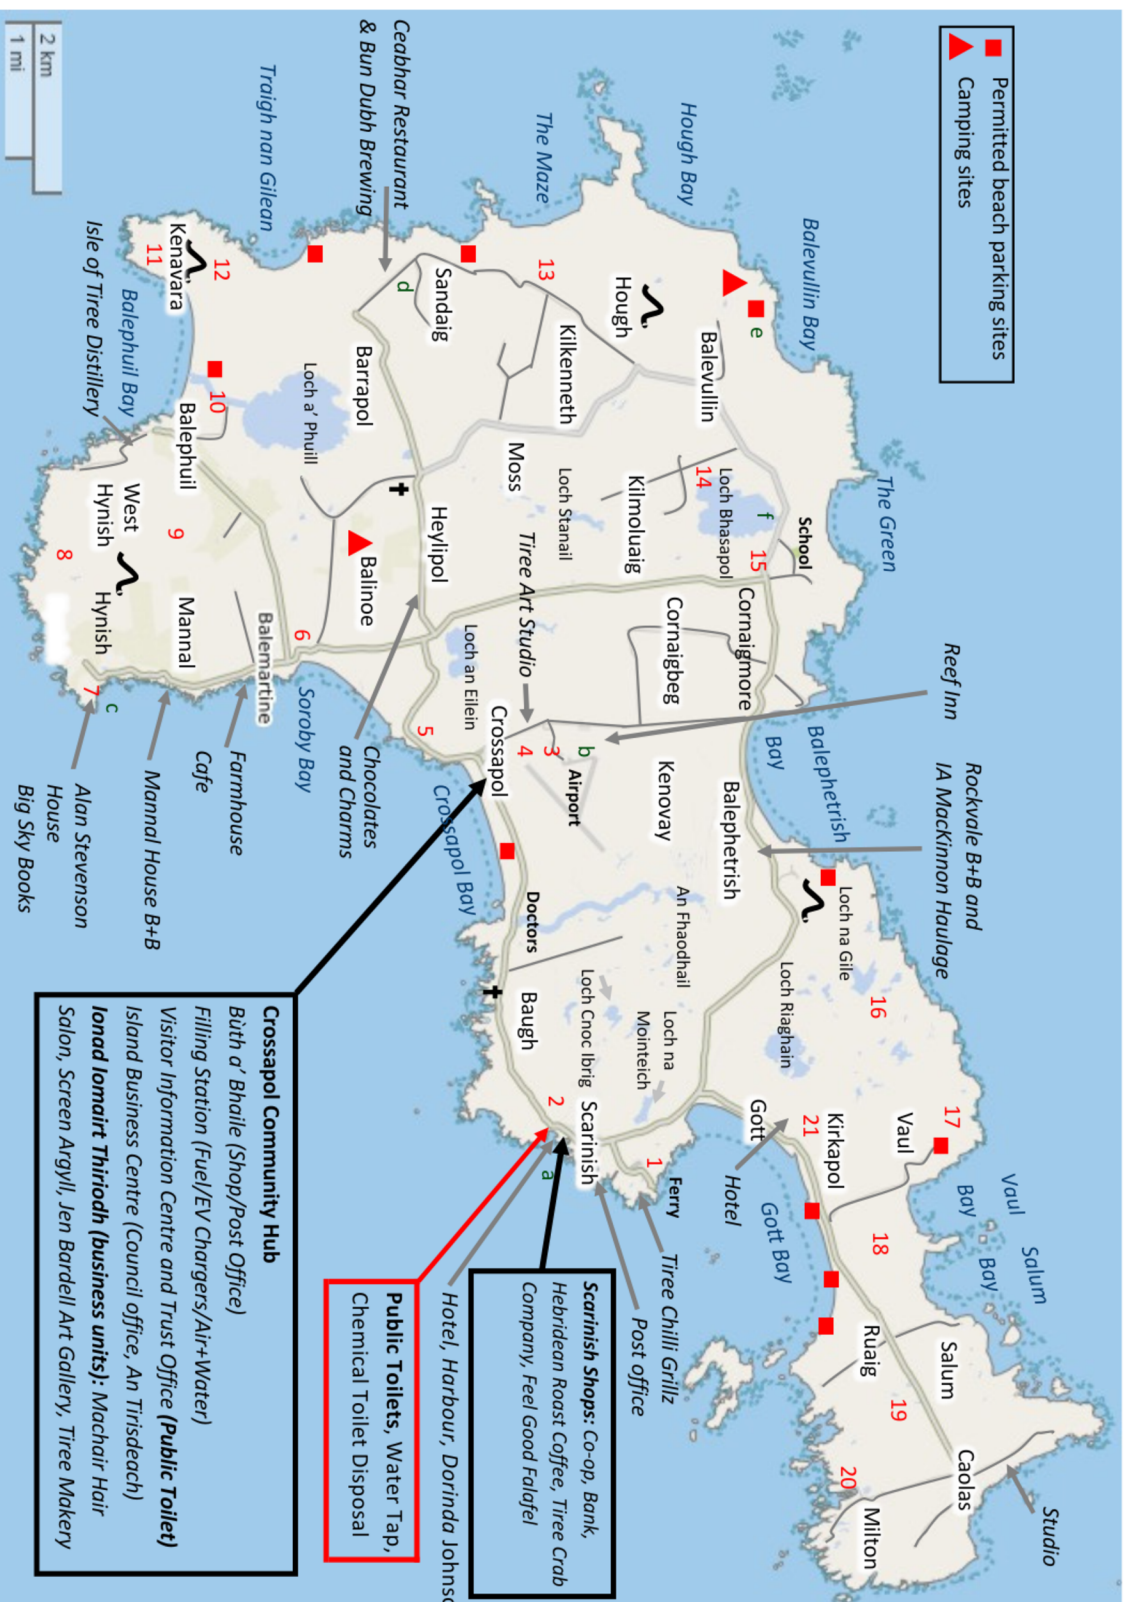 Permitted beach parking sites
Camping sites
2 km
1 mi
Ceabhar Restaurant
& Bun Dubh Brewing
Traigh nan Gilean
The Maze
Hough Bay
Balevullin Bay
The Green
Isle of Tiree Distillery
Balephuil Bay
Kenavara
11
12
13
Hough
e
Balevullin
Sandaig
d
Kilkenneth
Barrapol
Loch a' Phuill
10
Balephuil
Moss
Loch Stanail
Kilmoluaig
14
Loch Bhasapol
f
School
15
West
Hynish
9
8
Heylipol
Balinoe
Tiree Art Studio
Cornaigmore
Cornaigbeg
Hynish
Mannal
Balemartine
6
7
c
Loch an Eilein
Soroby Bay
5
Crossapol
4
3
b
Airport
Kenovay
Reef Inn
Balephetrish
Bay
Balephetrish
Rockvale B+B and
IA MacKinnon Haulage
Chocolates
and Charms
Farmhouse
Cafe
Mannal House B+B
Alan Stevenson
House
Big Sky Books
Crossapol Bay
Doctors
An Fhaodhail
Loch na Gile
16
Loch Riaghain
Baugh
Loch Cnoc Ibrig
Loch na
Mointeich
2
Scarinish
a
1
Ferry
Gott
Hotel
21
Kirkapol
Vaul
17
Vaul
Bay
Salum
Bay
Gott Bay
18
Ruaig
Salum
19
20
Caolas
Milton
Studio
Tiree Chilli Grillz
Post office
Scarinish Shops: Co-op, Bank,
Hebridean Roast Coffee, Tiree Crab
Company, Feel Good Falafel
Hotel, Harbour, Dorinda Johnso
Public Toilets, Water Tap,
Chemical Toilet Disposal
Crossapol Community Hub
Bùth a' Bhaile (Shop/Post Office)
Filling Station (Fuel/EV Chargers/Air+Water)
Visitor Information Centre and Trust Office (Public Toilet)
Island Business Centre (Council office, An Tirisdeach)
Ionad Iomairt Thiriodh (business units): Machair Hair
Salon, Screen Argyll, Jen Bardell Art Gallery, Tiree Makery